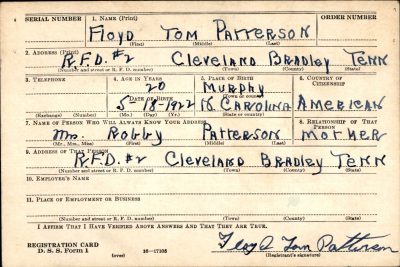 SERIAL NUMBER 1. NAME (Print) ORDER NUMBER
FLOYD TOM PATTERSON
(First) (Middle) (Last)
2. ADDRESS (Print)
R.F.D. #2 Cleveland Bradley TENN
(Number and street or R. F. D. number) (Town) (County) (State)
3. TELEPHONE 4. AGE IN YEARS 5. PLACE OF BIRTH 6. COUNTRY OF CITIZENSHIP
20 MURPHY
DATE OF BIRTH (Town or county)
5-18-1922 N. CAROLINA AMERICAN
(Exchange) (Number) (Mo.) (Day) (Yr.) (State or country)
7. NAME OF PERSON WHO WILL ALWAYS KNOW YOUR ADDRESS 8. RELATIONSHIP OF THAT PERSON
Mrs. Robby PATTERSON MOTHER
(Mr., Mrs., Miss) (First) (Middle) (Last)
9. ADDRESS OF THAT PERSON
R.F.D. #2 Cleveland Bradley TENN
(Number and street or R. F. D. number) (Town) (County) (State)
10. EMPLOYER'S NAME
11. PLACE OF EMPLOYMENT OR BUSINESS
(Number and street or R. F. D. number) (Town) (County) (State)
I AFFIRM THAT I HAVE VERIFIED ABOVE ANSWERS AND THAT THEY ARE TRUE.
REGISTRATION CARD
D. S. S. Form 1 (over) 16-17105 Floyd Tom Patterson
(Registrant's signature)